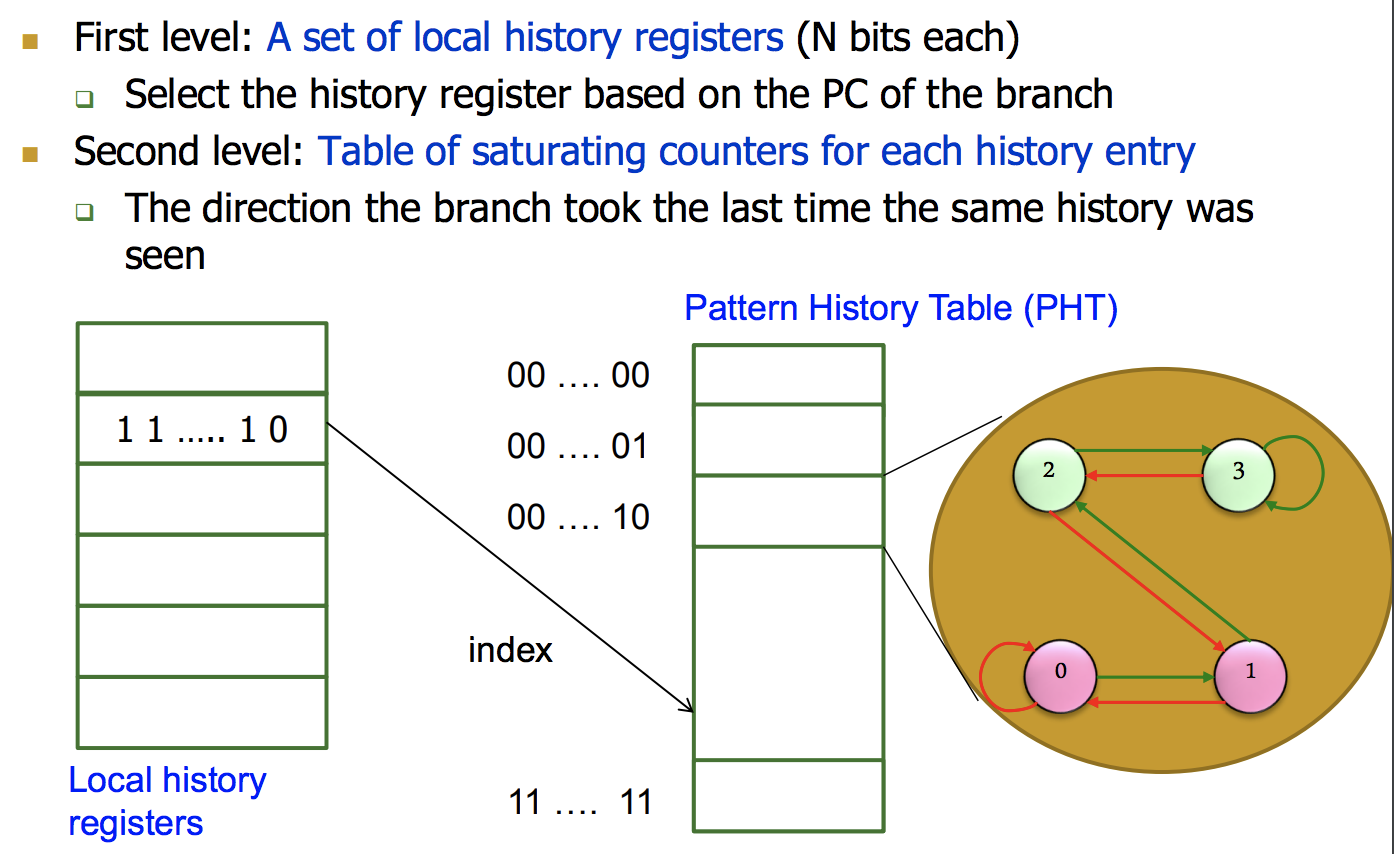 First level: A set of local history registers (N bits each)
Select the history register based on the PC of the branch
Second level: Table of saturating counters for each history entry
The direction the branch took the last time the same history was
seen
Pattern History Table (PHT)
00 .... 00
1 1 ..... 1 0
00 .... 01
00 .... 10
2
3
index
0
1
Local history
registers
11 .... 11